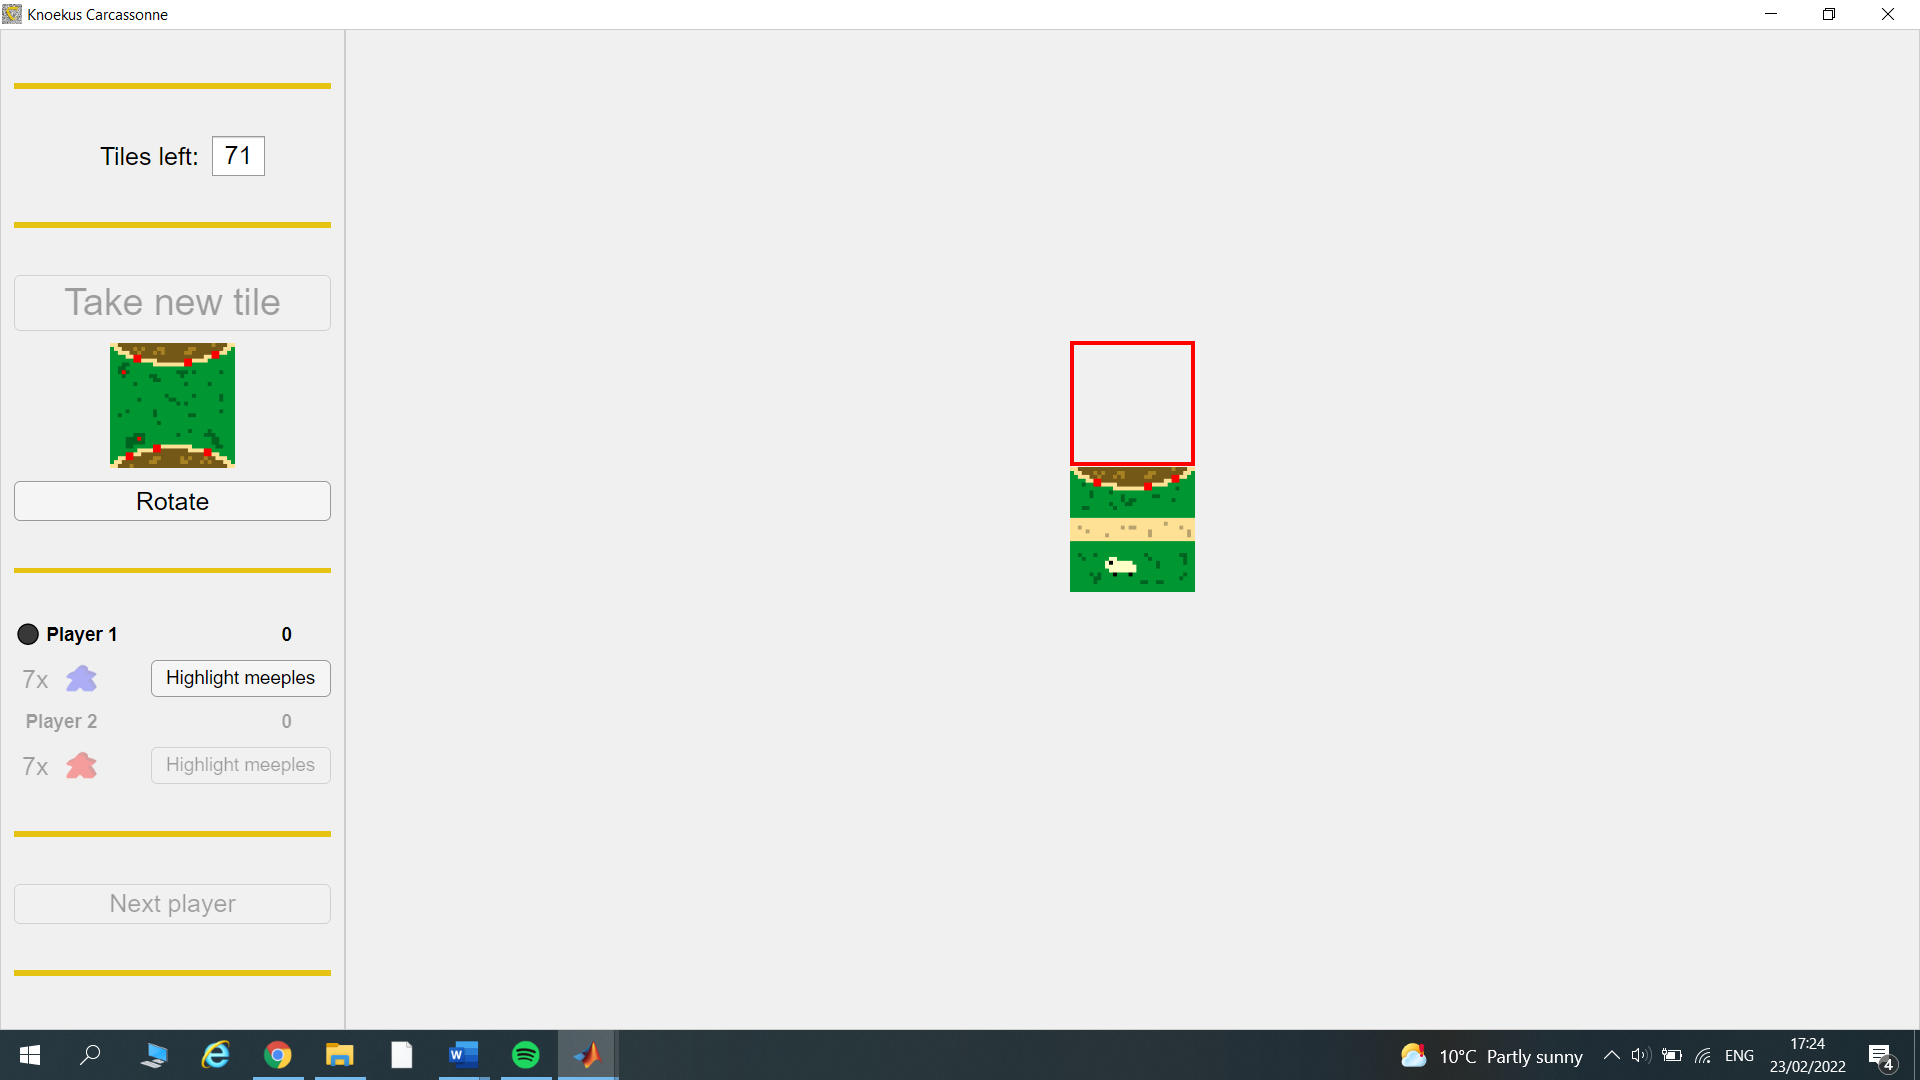 Knoekus Carcassonne
Tiles left: 71
Take new tile
Rotate
Player 1 0
7x Highlight meeples
Player 2 0
7x Highlight meeples
Next player
10°C Partly sunny ENG 17:24
23/02/2022
4